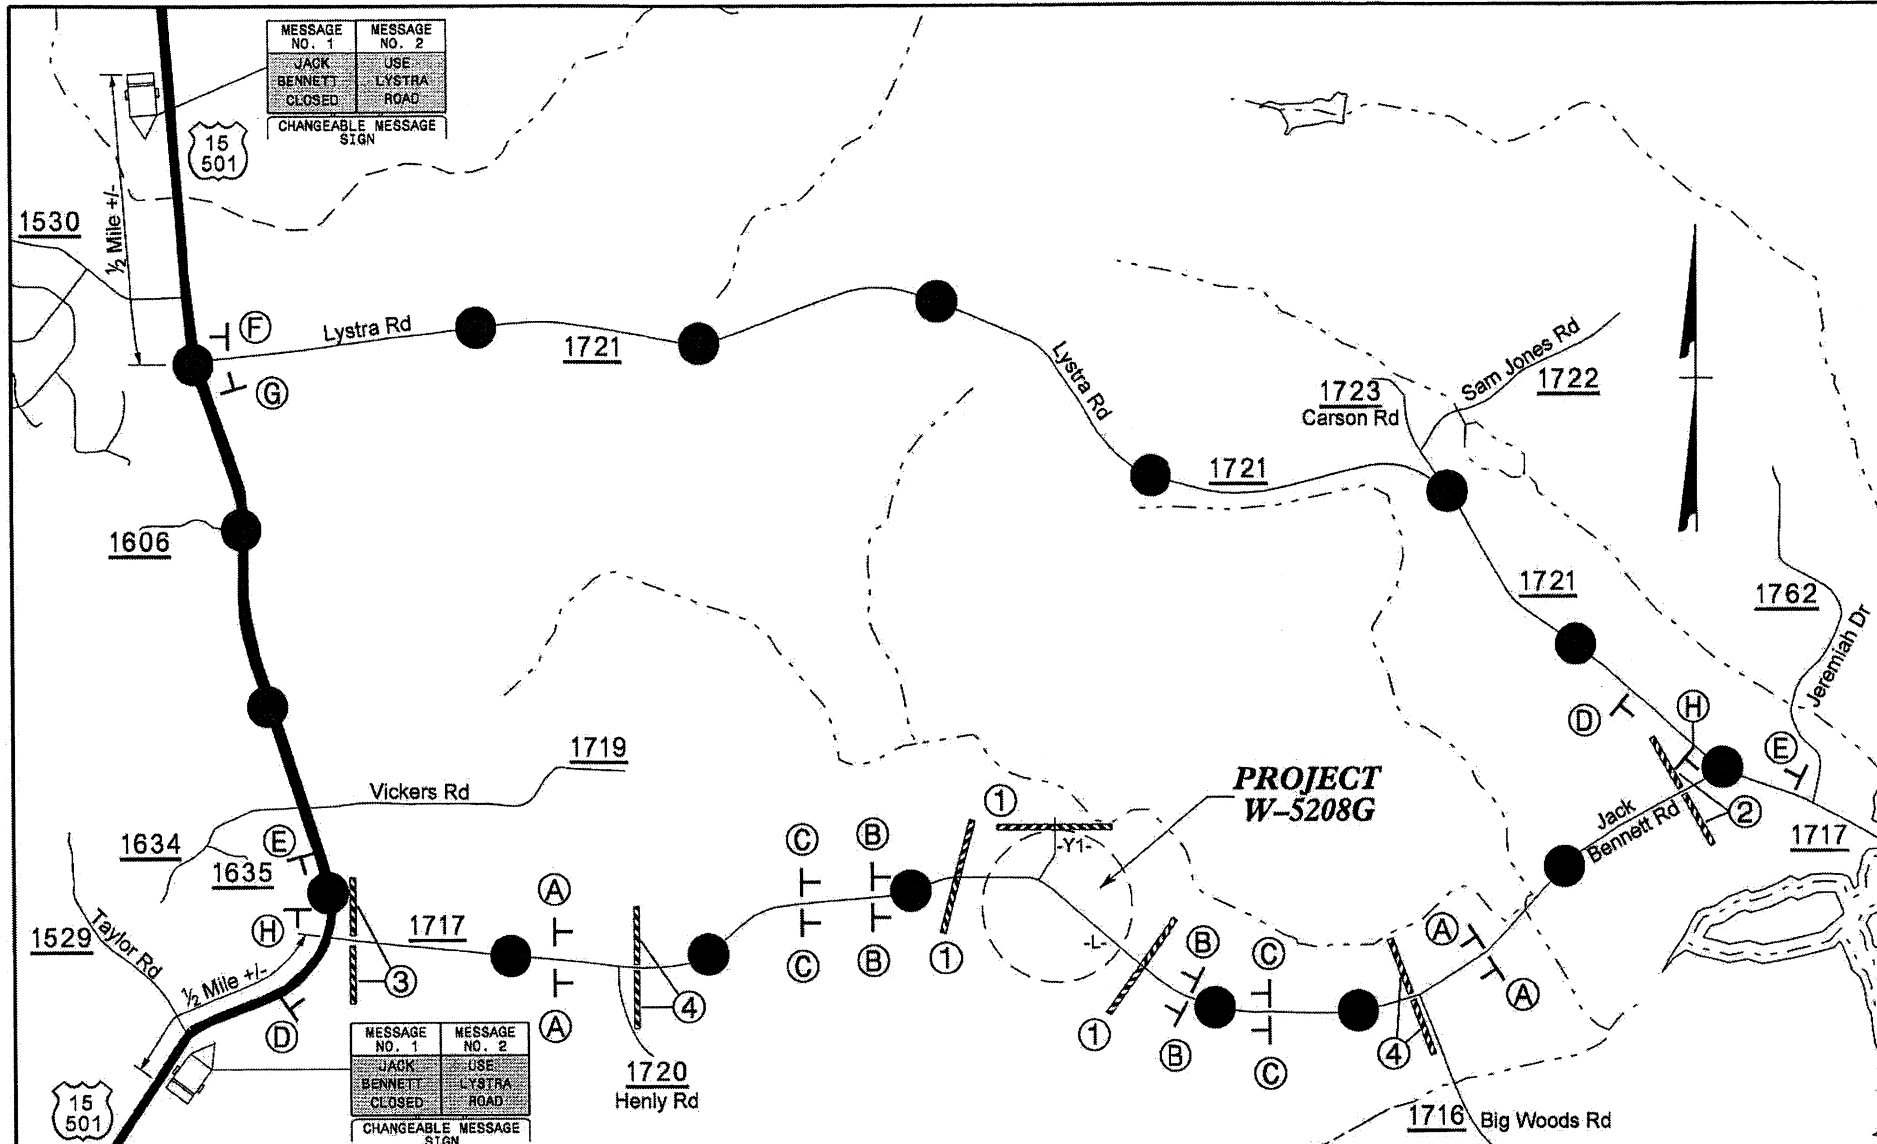 MESSAGE NO. 1
MESSAGE NO. 2
JACK BENNETT CLOSED
USE LYSTRA ROAD
CHANGEABLE MESSAGE SIGN
15
501
1530
½ Mile +/-
F
G
Lystra Rd
1721
Lystra Rd
1723
Carson Rd
Sam Jones Rd
1722
1721
1606
1721
1762
Jeremiah Dr
D
H
E
2
1717
Jack
Bennett Rd
1719
Vickers Rd
1634
1635
E
PROJECT
W–5208G
1
-Y1-
C
B
A
H
1717
1529
Taylor Rd
½ Mile +/-
D
3
A
4
C
B
1
-L-
1
B
B
C
C
A
A
4
1720
Henly Rd
1716
Big Woods Rd
MESSAGE NO. 1
MESSAGE NO. 2
JACK BENNETT CLOSED
USE LYSTRA ROAD
CHANGEABLE MESSAGE SIGN
15
501